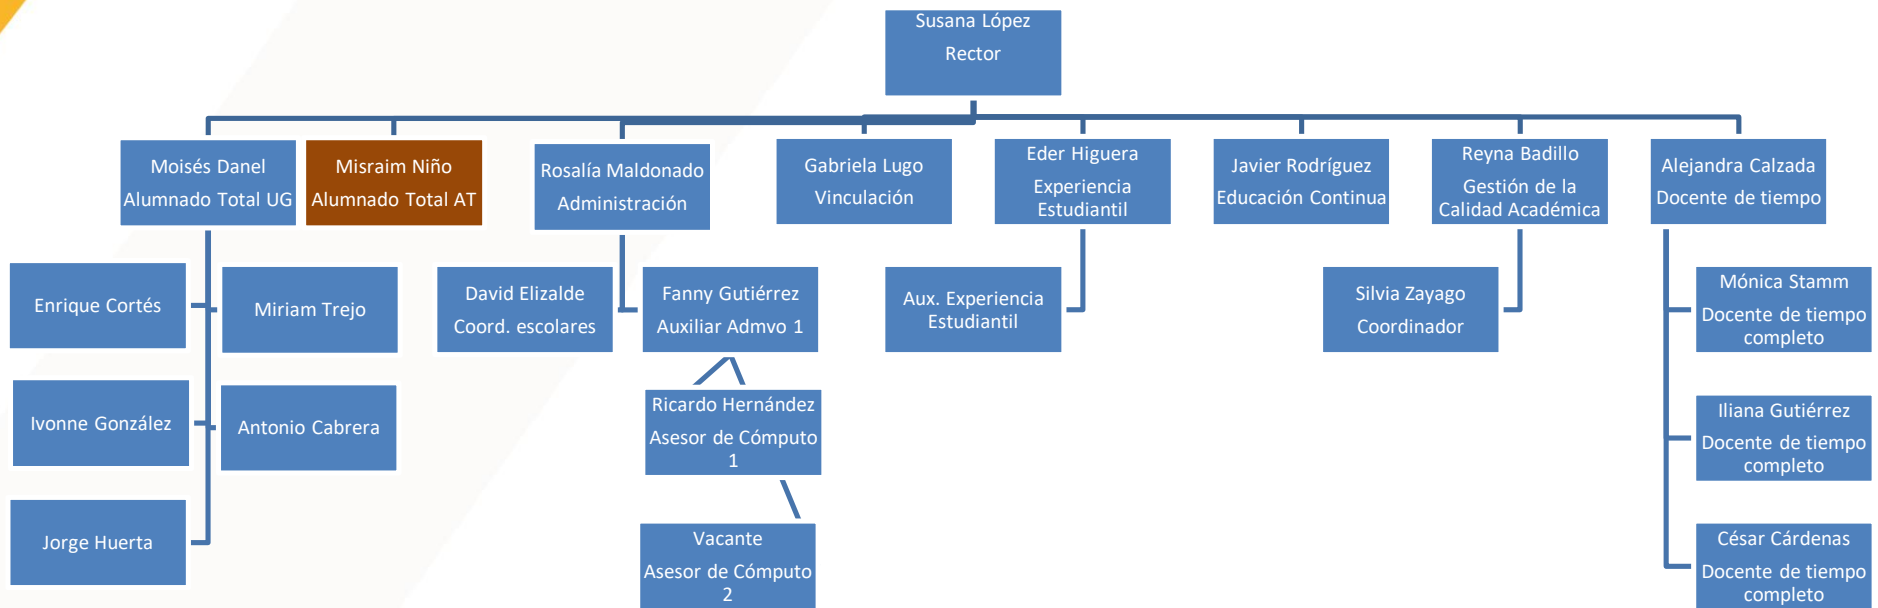 Susana López
Rector
Moisés Danel
Alumnado Total UG
Misraim Niño
Alumnado Total AT
Rosalía Maldonado
Administración
Gabriela Lugo
Vinculación
Eder Higuera
Experiencia
Estudiantil
Javier Rodríguez
Educación Continua
Reyna Badillo
Gestión de la
Calidad Académica
Alejandra Calzada
Docente de tiempo
Enrique Cortés
Miriam Trejo
David Elizalde
Coord. escolares
Fanny Gutiérrez
Auxiliar Admvo 1
Aux. Experiencia
Estudiantil
Silvia Zayago
Coordinador
Mónica Stamm
Docente de tiempo
completo
Ivonne González
Antonio Cabrera
Ricardo Hernández
Asesor de Cómputo
1
Iliana Gutiérrez
Docente de tiempo
completo
Jorge Huerta
Vacante
Asesor de Cómputo
2
César Cárdenas
Docente de tiempo
completo